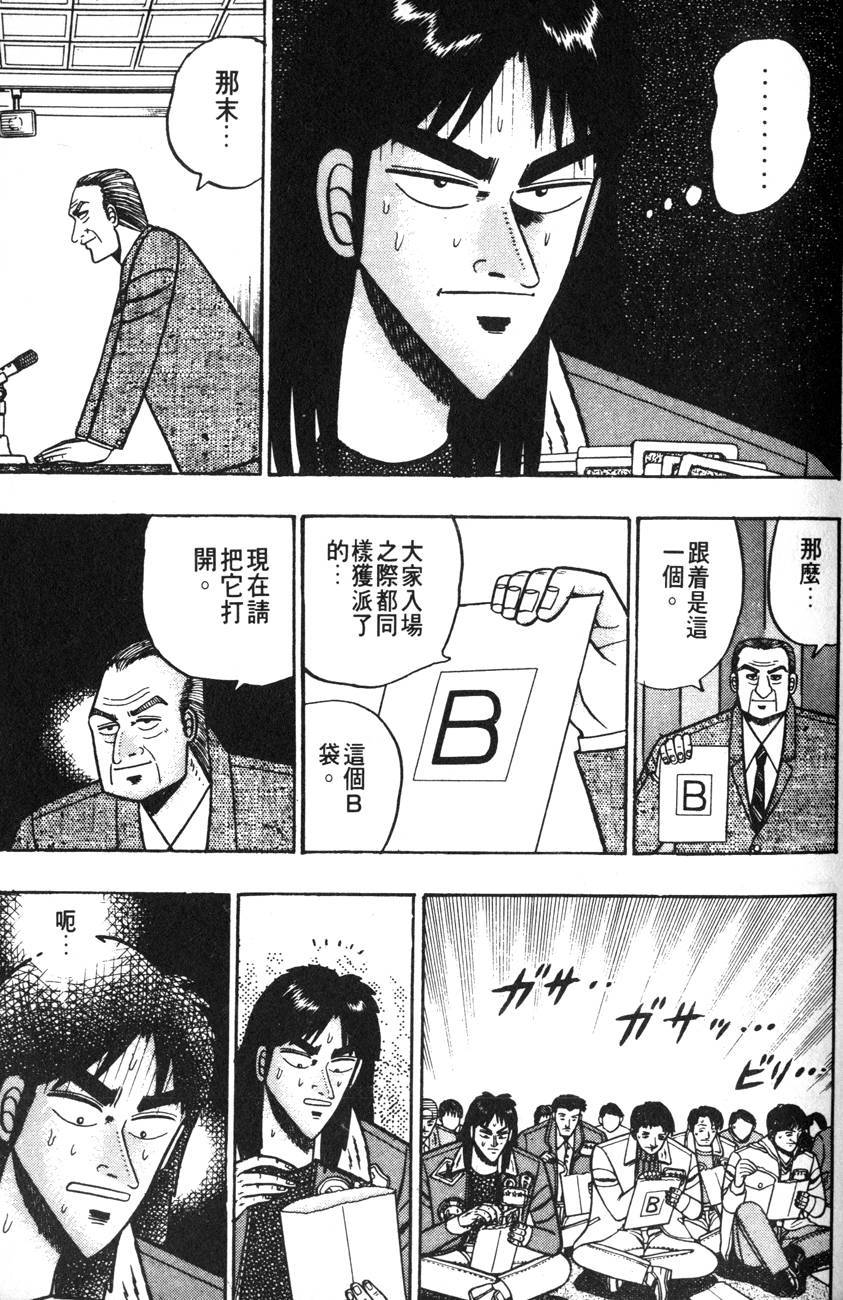 …………
那末…
那麼…
跟着是這
一個。
大家入場
之際都同
樣獲派了
的…
這個B
袋。
B
B
現在請
把它打
開。
ガサ‥
ガサッ…
ビリ…
B
呃…